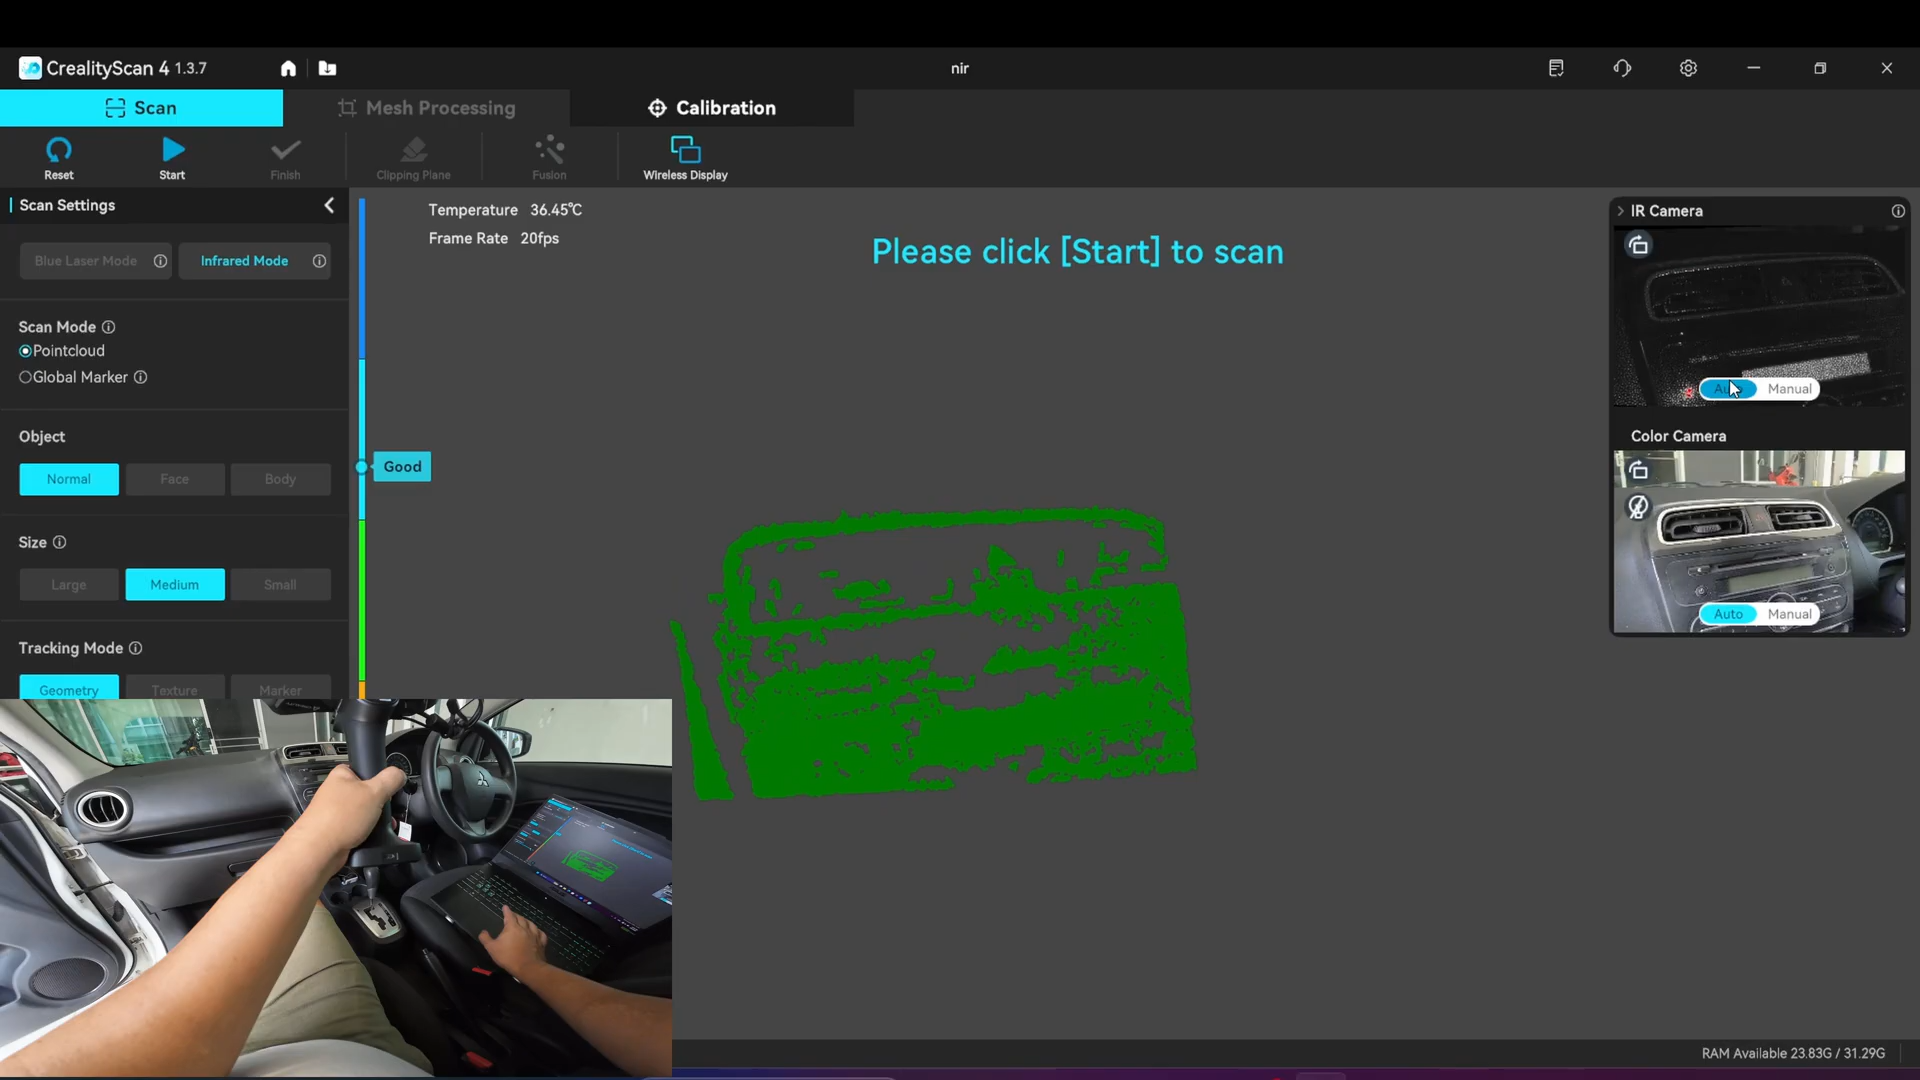 CrealityScan 4 1.3.7
nir
Scan
Mesh Processing
Calibration
Reset
Start
Finish
Clipping Plane
Fusion
Wireless Display
Scan Settings
Blue Laser Mode
Infrared Mode
Scan Mode
Pointcloud
Global Marker
Object
Normal
Face
Body
Size
Large
Medium
Small
Tracking Mode
Geometry
Texture
Marker
Temperature 36.45℃
Frame Rate 20fps
Good
Please click [Start] to scan
IR Camera
Manual
Color Camera
Auto
Manual
RAM Available 23.83G / 31.29G